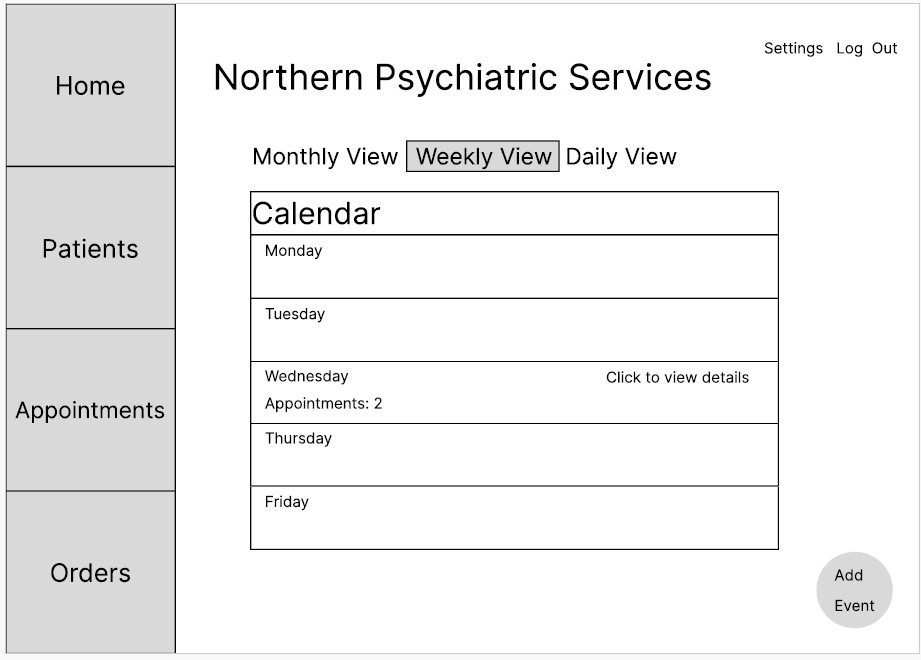 Settings Log Out
Northern Psychiatric Services
Home
Monthly View Weekly View Daily View
Calendar
Monday
Patients
Tuesday
Wednesday Click to view details
Appointments: 2
Appointments
Thursday
Friday
Orders
Add
Event